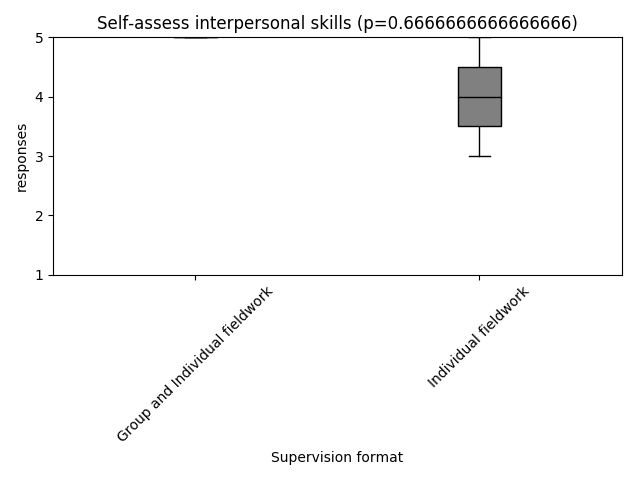 Self-assess interpersonal skills (p=0.6666666666666666)
5
4
3
2
1
responses
Group and Individual fieldwork
Individual fieldwork
Supervision format